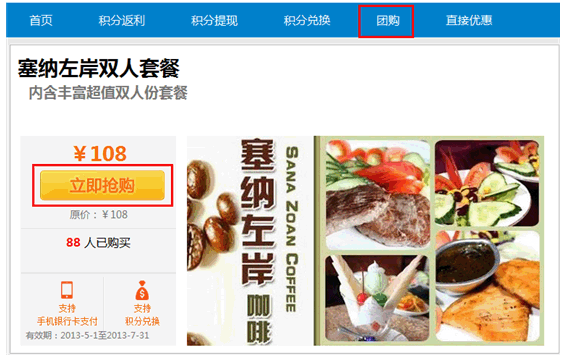 首页 积分返利 积分提现 积分兑换 团购 直接优惠
塞纳左岸双人套餐
内含丰富超值双人份套餐
￥108
立即抢购
原价：￥108
88 人已购买
支持 支持
手机银行卡支付 积分兑换
有效期：2013-5-1至2013-7-31
塞纳左岸咖啡
SANA ZOAN COFFEE